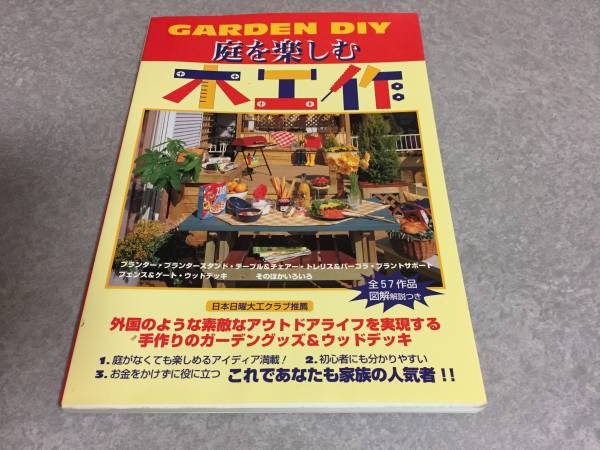 GARDEN DIY
庭を楽しむ
木工作
プランター・プランタースタンド・テーブル&チェアー・トレリス&パーゴラ・プラントサポート
フェンス&ゲート・ウットデッキ そのほかいろいろ
全57作品
図解解説つき
日本日曜大工クラブ推薦
外国のような素敵なアウトドアライフを実現する
手作りのガーデングッズ&ウッドデッキ
1. 庭がなくても楽しめるアイディア満載! 2. 初心者にも分かりやすい
3. お金をかけずに役に立つ これであなたも家族の人気者!!